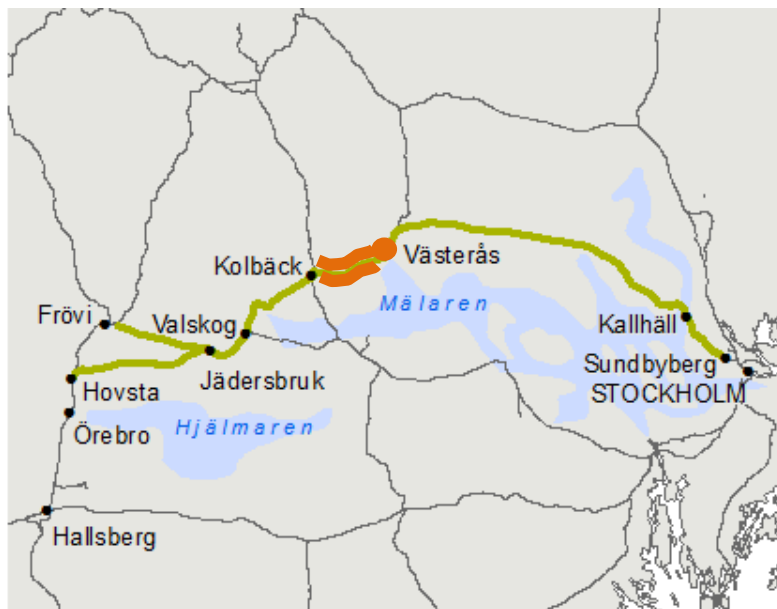 Västerås
Kolbäck
Mälaren
Frövi
Valskog
Kallhäll
Sundbyberg
Jädersbruk
STOCKHOLM
Hovsta
Hjälmaren
Örebro
Hallsberg